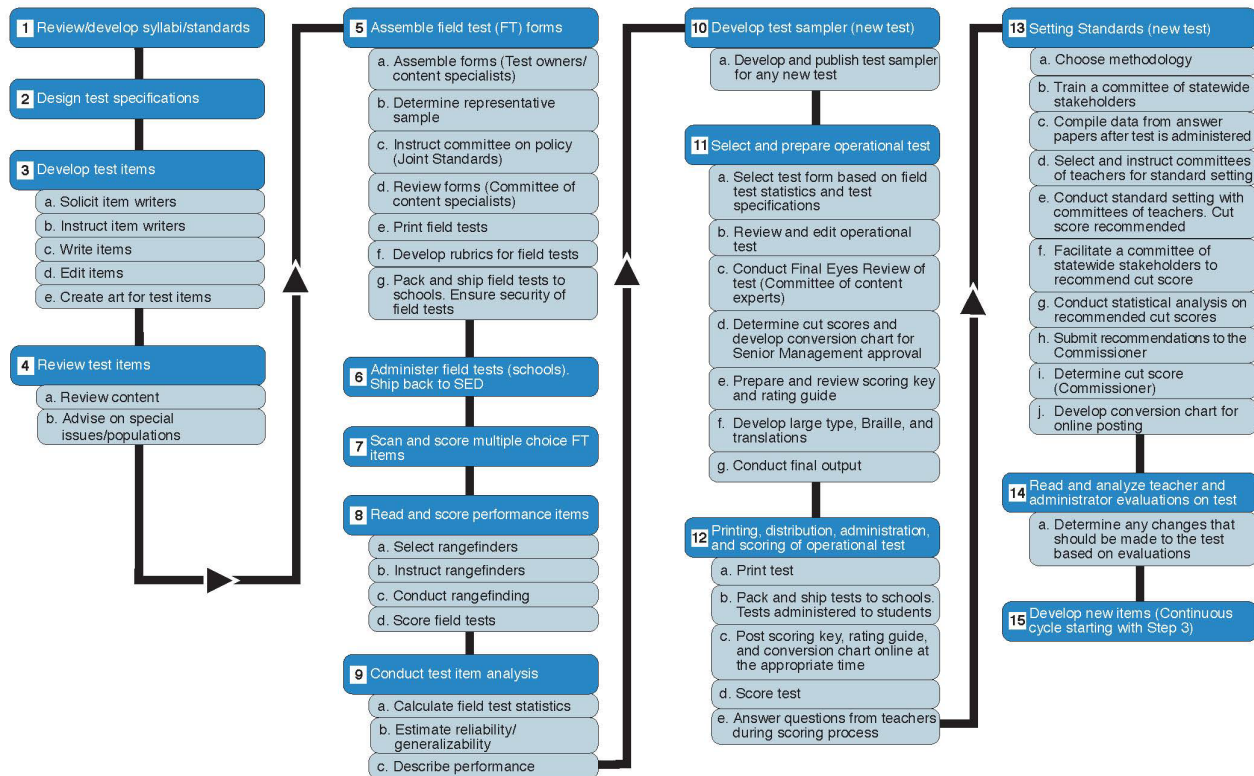 1 Review/develop syllabi/standards
2 Design test specifications
3 Develop test items
a. Solicit item writers
b. Instruct item writers
c. Write items
d. Edit items
e. Create art for test items
4 Review test items
a. Review content
b. Advise on special
issues/populations
5 Assemble field test (FT) forms
a. Assemble forms (Test owners/
content specialists)
b. Determine representative
sample
c. Instruct committee on policy
(Joint Standards)
d. Review forms (Committee of
content specialists)
e. Print field tests
f. Develop rubrics for field tests
g. Pack and ship field tests to
schools. Ensure security of
field tests
6 Administer field tests (schools).
Ship back to SED
7 Scan and score multiple choice FT
items
8 Read and score performance items
a. Select rangefinders
b. Instruct rangefinders
c. Conduct rangefinding
d. Score field tests
9 Conduct test item analysis
a. Calculate field test statistics
b. Estimate reliability/
generalizability
c. Describe performance
10 Develop test sampler (new test)
a. Develop and publish test sampler
for any new test
11 Select and prepare operational test
a. Select test form based on field
test statistics and test
specifications
b. Review and edit operational
test
c. Conduct Final Eyes Review of
test (Committee of content
experts)
d. Determine cut scores and
develop conversion chart for
Senior Management approval
e. Prepare and review scoring key
and rating guide
f. Develop large type, Braille, and
translations
g. Conduct final output
12 Printing, distribution, administration,
and scoring of operational test
a. Print test
b. Pack and ship tests to schools.
Tests administered to students
c. Post scoring key, rating guide,
and conversion chart online at
the appropriate time
d. Score test
e. Answer questions from teachers
during scoring process
13 Setting Standards (new test)
a. Choose methodology
b. Train a committee of statewide
stakeholders
c. Compile data from answer
papers after test is administered
d. Select and instruct committees
of teachers for standard setting
e. Conduct standard setting with
committees of teachers. Cut
score recommended
f. Facilitate a committee of
statewide stakeholders to
recommend cut score
g. Conduct statistical analysis on
recommended cut scores
h. Submit recommendations to the
Commissioner
i. Determine cut score
(Commissioner)
j. Develop conversion chart for
online posting
14 Read and analyze teacher and
administrator evaluations on test
a. Determine any changes that
should be made to the test
based on evaluations
15 Develop new items (Continuous
cycle starting with Step 3)